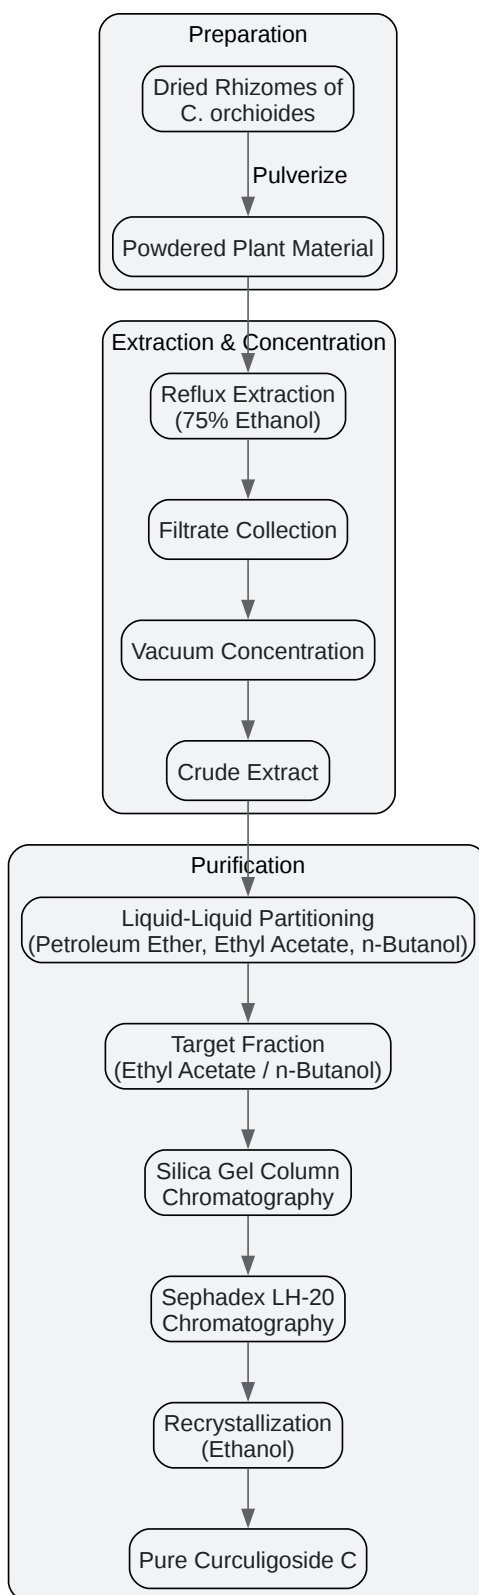 Preparation
Dried Rhizomes of
C. orchioides
Pulverize
Powdered Plant Material
Extraction & Concentration
Reflux Extraction
(75% Ethanol)
Filtrate Collection
Vacuum Concentration
Crude Extract
Purification
Liquid-Liquid Partitioning
(Petroleum Ether, Ethyl Acetate, n-Butanol)
Target Fraction
(Ethyl Acetate / n-Butanol)
Silica Gel Column
Chromatography
Sephadex LH-20
Chromatography
Recrystallization
(Ethanol)
Pure Curculigoside C